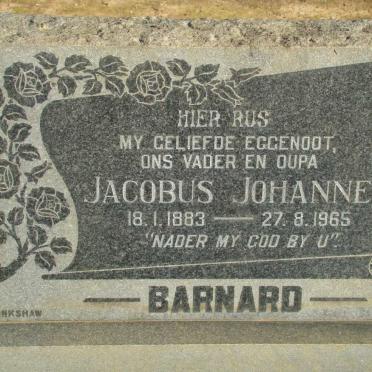 HIER RUS
MY GELIEFDE EGGENOOT,
ONS VADER EN OUPA
JACOBUS JOHANNE
18.1.1883 — 27.8.1965
"NADER MY GOD BY U".
— BARNARD —
NKSHAW